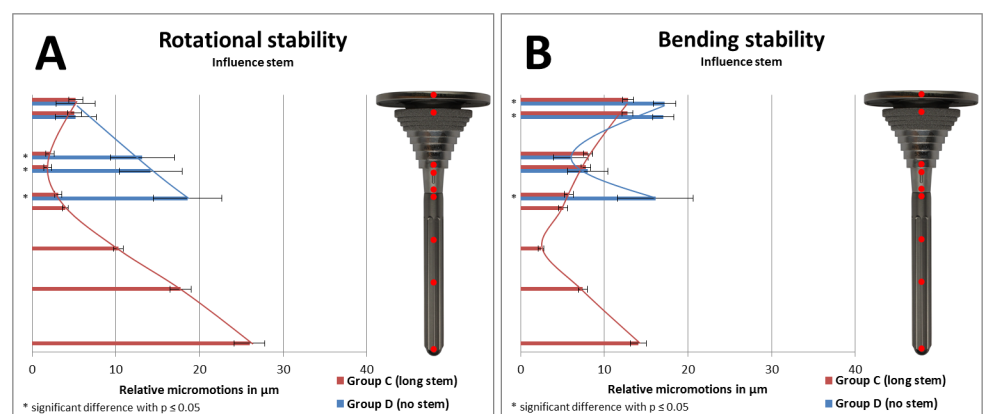 A
Rotational stability
Influence stem
*
*
*
0 10 20 30 40
Relative micromotions in µm
* significant difference with p ≤ 0.05
Group C (long stem)
Group D (no stem)
B
Bending stability
Influence stem
*
*
*
0 10 20 30 40
Relative micromotions in µm
* significant difference with p ≤ 0.05
Group C (long stem)
Group D (no stem)